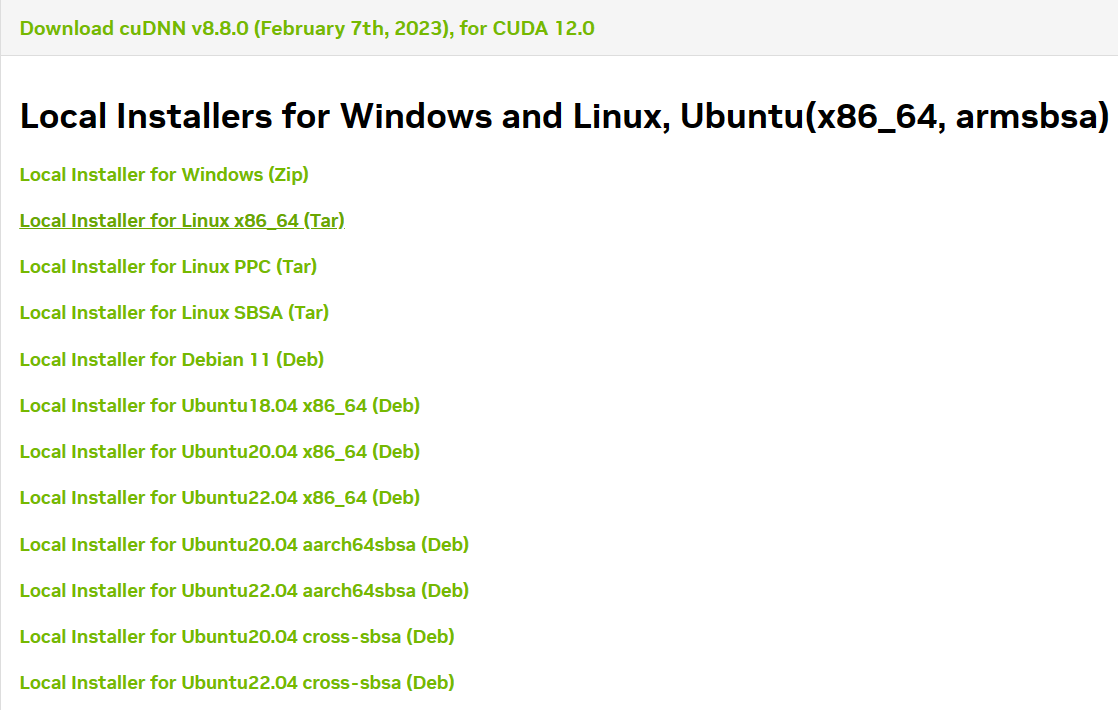 Download cuDNN v8.8.0 (February 7th, 2023), for CUDA 12.0
Local Installers for Windows and Linux, Ubuntu(x86_64, armsbsa)
Local Installer for Windows (Zip)
Local Installer for Linux x86_64 (Tar)
Local Installer for Linux PPC (Tar)
Local Installer for Linux SBSA (Tar)
Local Installer for Debian 11 (Deb)
Local Installer for Ubuntu18.04 x86_64 (Deb)
Local Installer for Ubuntu20.04 x86_64 (Deb)
Local Installer for Ubuntu22.04 x86_64 (Deb)
Local Installer for Ubuntu20.04 aarch64sbsa (Deb)
Local Installer for Ubuntu22.04 aarch64sbsa (Deb)
Local Installer for Ubuntu20.04 cross-sbsa (Deb)
Local Installer for Ubuntu22.04 cross-sbsa (Deb)